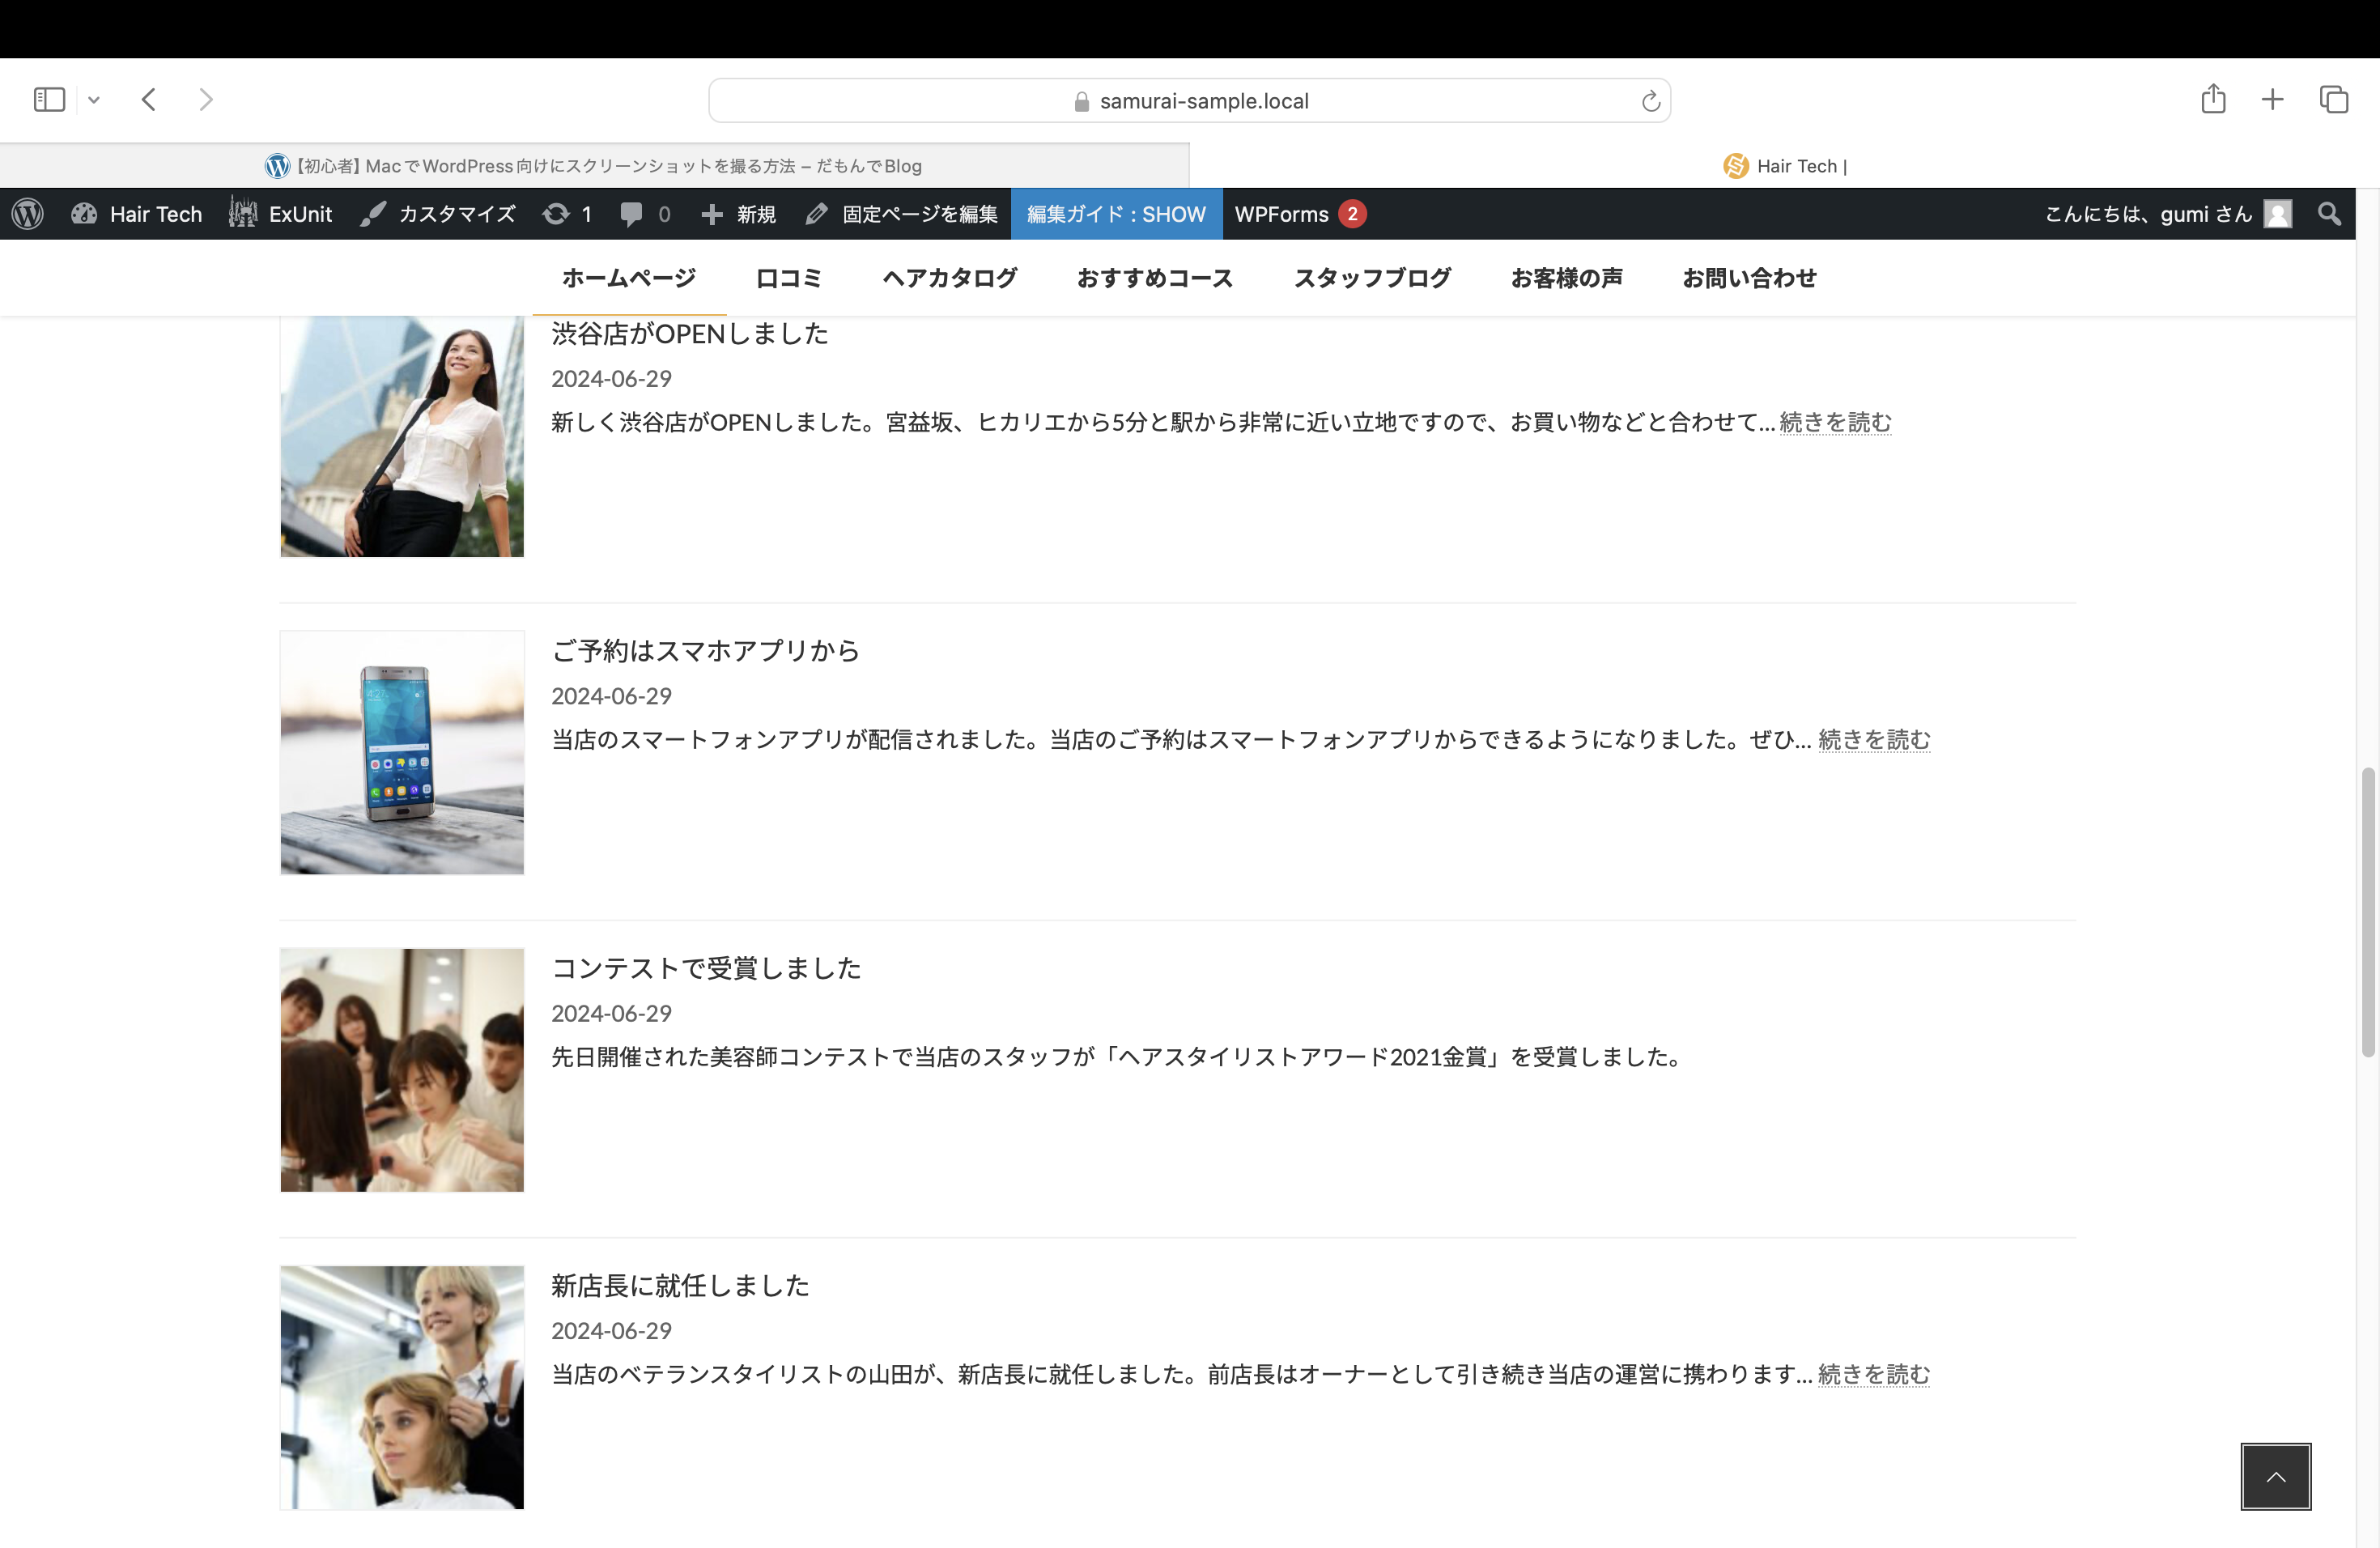 samurai-sample.local
【初心者】MacでWordPress向けにスクリーンショットを撮る方法 – だもんでBlog
Hair Tech |
Hair Tech ExUnit カスタマイズ 1 0 新規 固定ページを編集 編集ガイド : SHOW WPForms 2 こんにちは、gumi さん
ホームページ 口コミ ヘアカタログ おすすめコース スタッフブログ お客様の声 お問い合わせ
渋谷店がOPENしました
2024-06-29
新しく渋谷店がOPENしました。宮益坂、ヒカリエから5分と駅から非常に近い立地ですので、お買い物などと合わせて... 続きを読む
ご予約はスマホアプリから
2024-06-29
当店のスマートフォンアプリが配信されました。当店のご予約はスマートフォンアプリからできるようになりました。ぜひ... 続きを読む
コンテストで受賞しました
2024-06-29
先日開催された美容師コンテストで当店のスタッフが「ヘアスタイリストアワード2021金賞」を受賞しました。
新店長に就任しました
2024-06-29
当店のベテランスタイリストの山田が、新店長に就任しました。前店長はオーナーとして引き続き当店の運営に携わります... 続きを読む